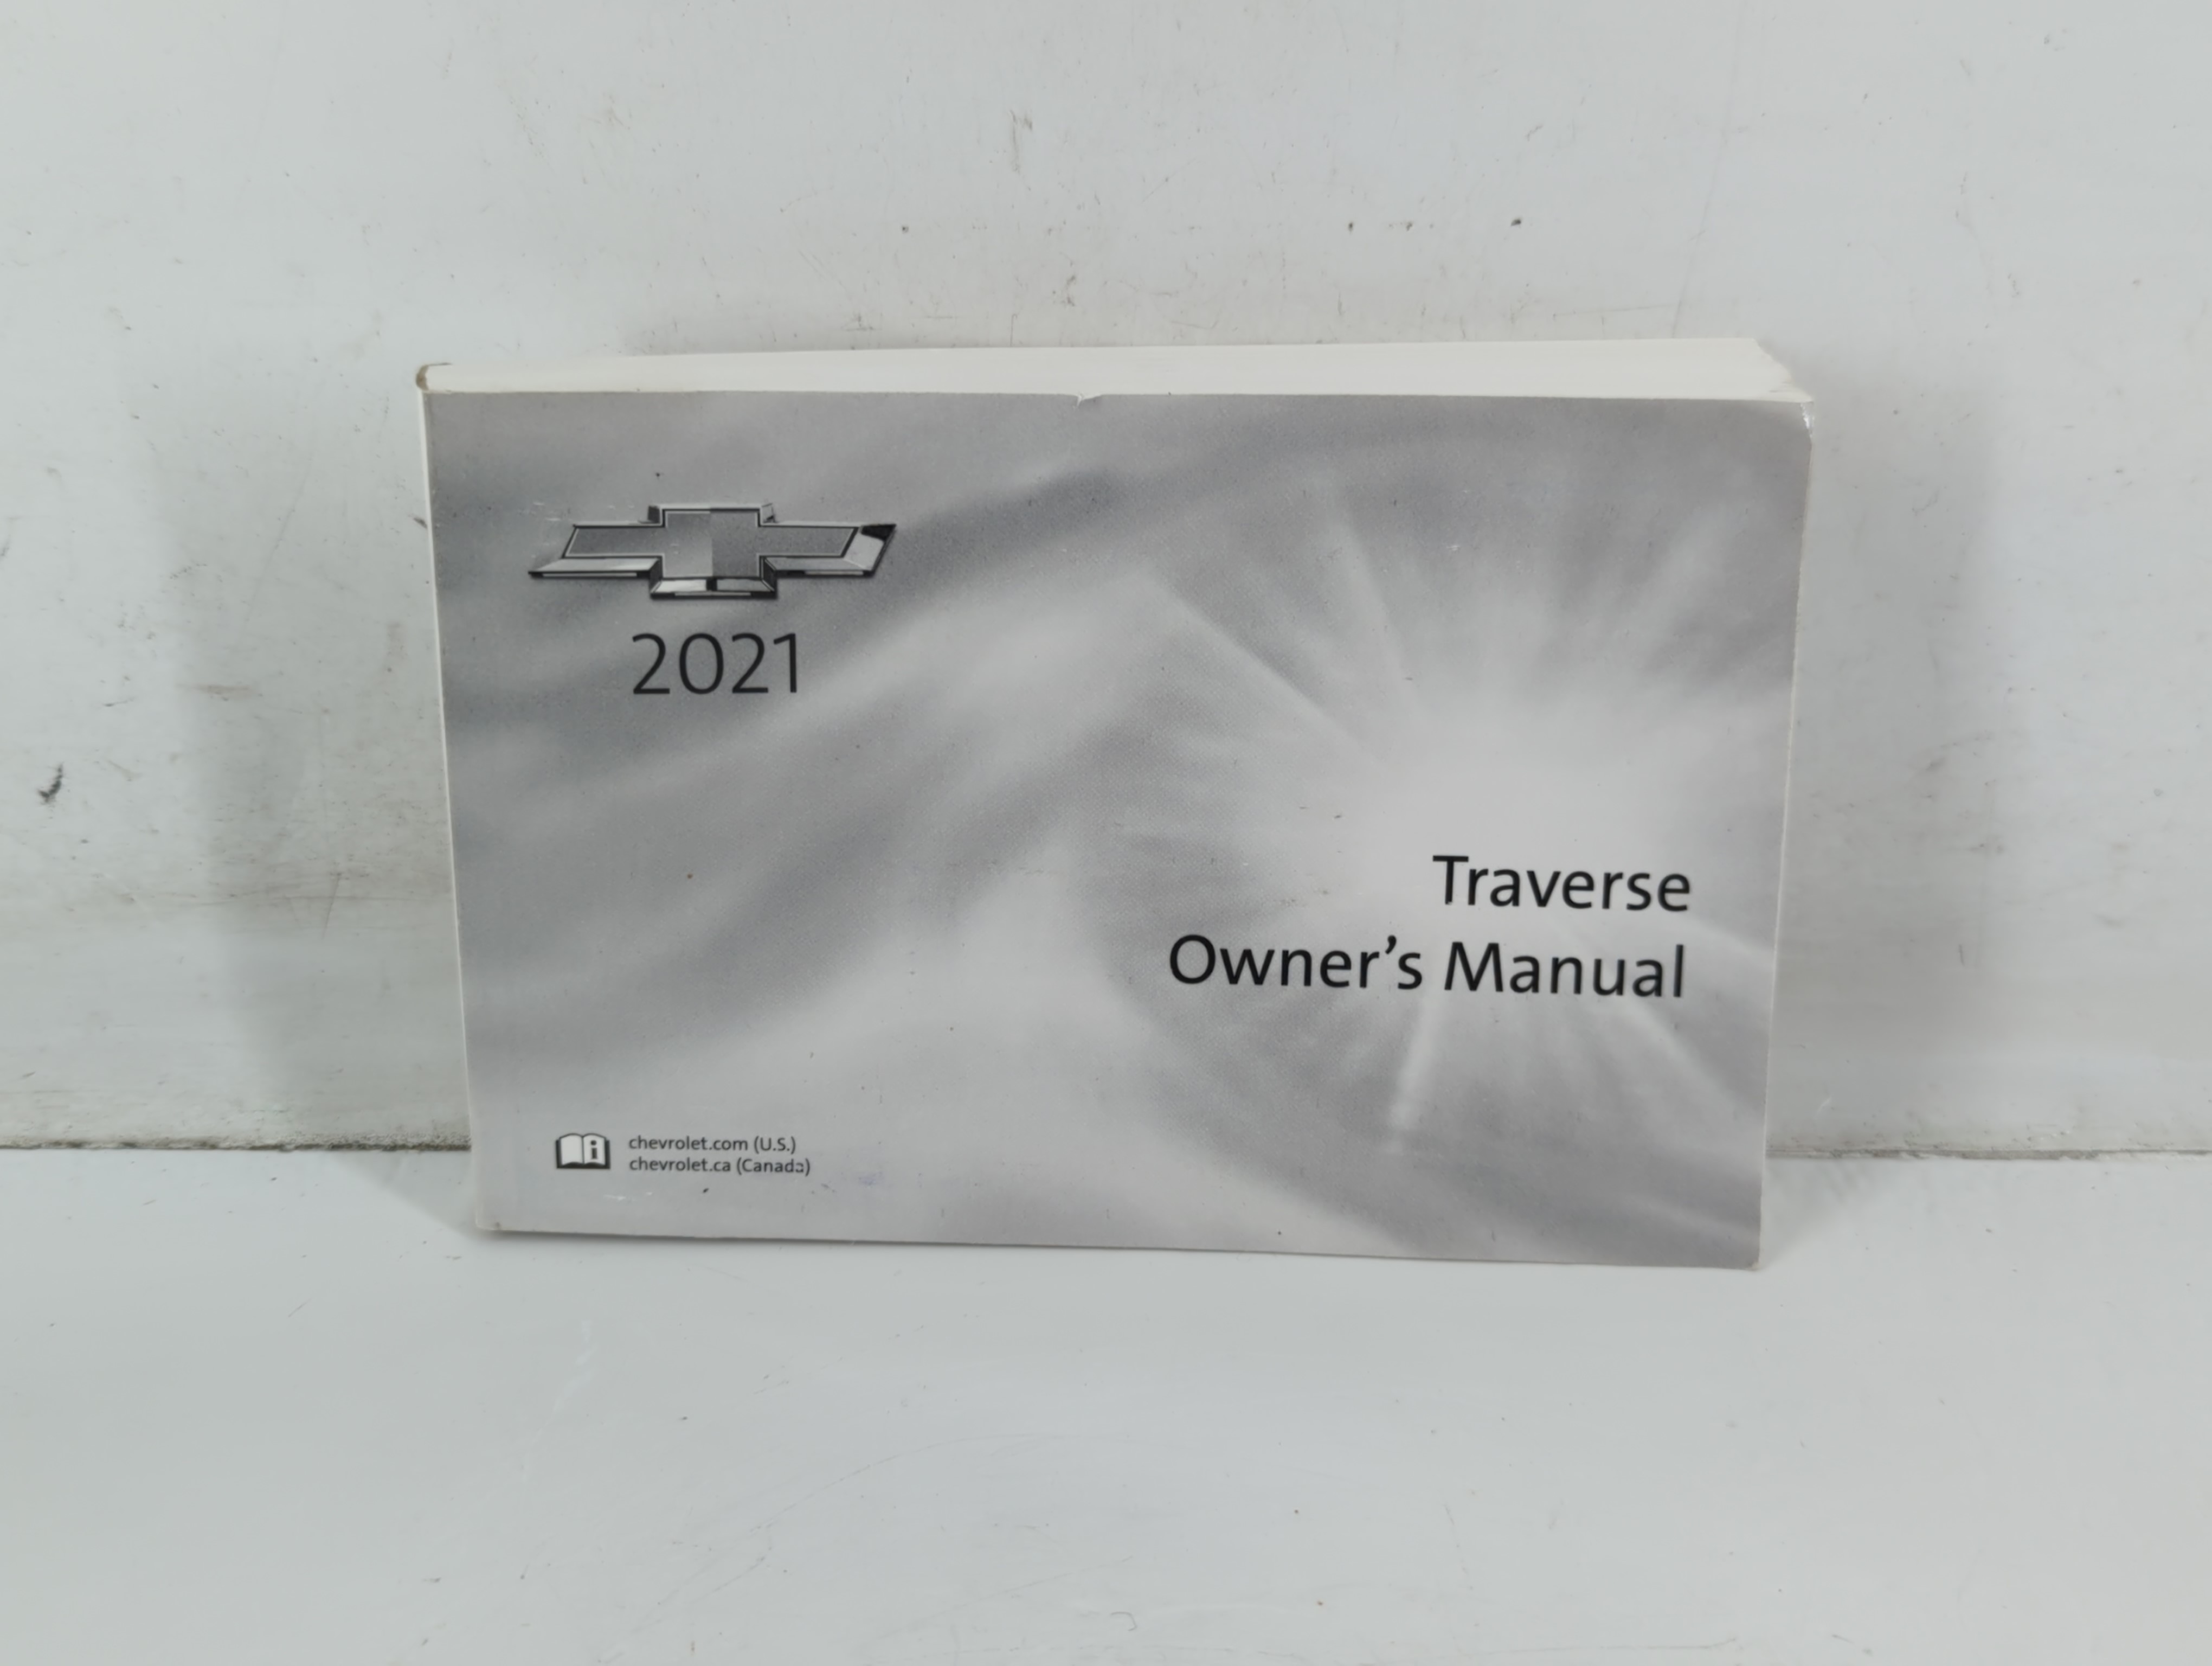 2021
Traverse
Owner's Manual
chevrolet.com (U.S.)
chevrolet.ca (Canada)